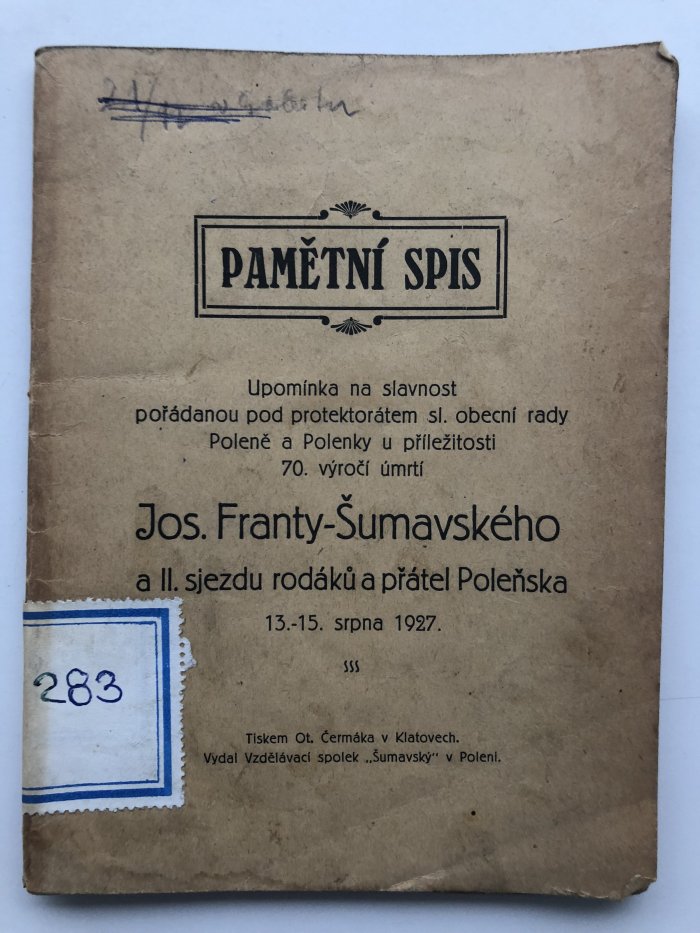 PAMĚTNÍ SPIS
Upomínka na slavnost
pořádanou pod protektorátem sl. obecní rady
Poleně a Polenky u příležitosti
70. výročí úmrtí
Jos. Franty-Šumavského
a II. sjezdu rodáků a přátel Poleňska
13.-15. srpna 1927.
283
Tiskem Ot. Čermáka v Klatovech.
Vydal Vzdělávací spolek „Šumavský" v Poleni.